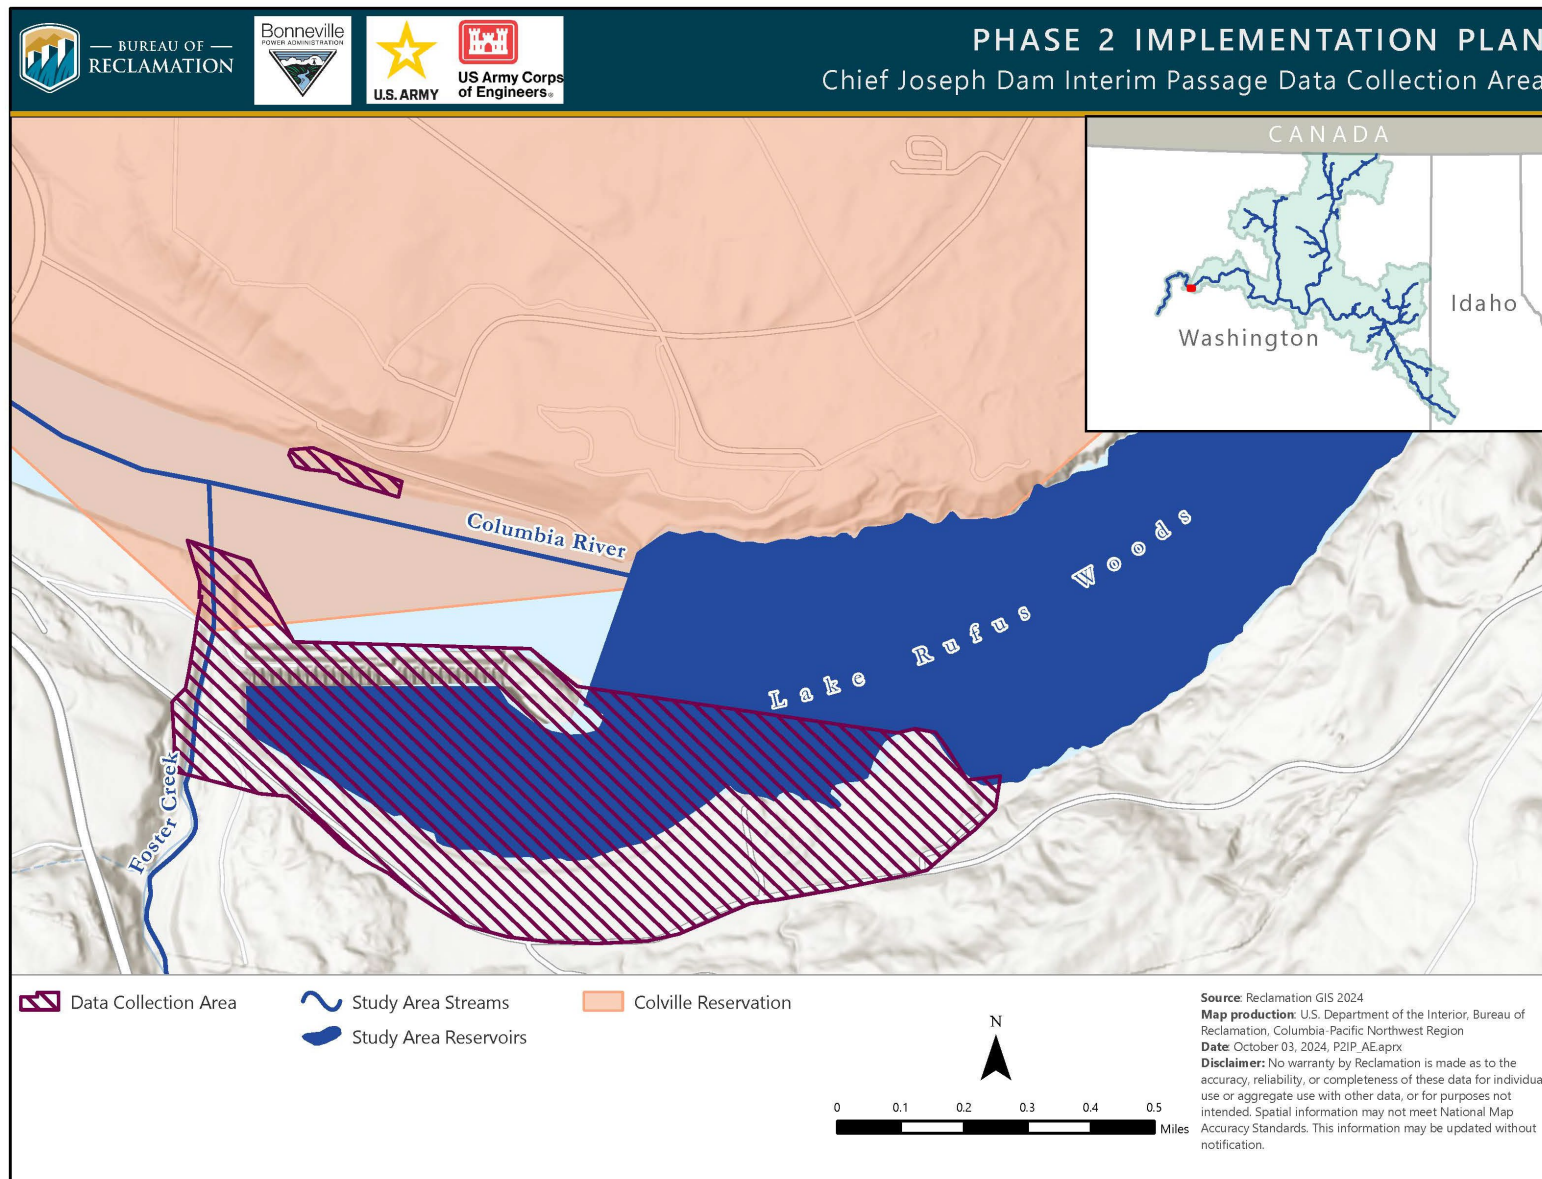 BUREAU OF
RECLAMATION
Bonneville
POWER ADMINISTRATION
U.S. ARMY
US Army Corps
of Engineers®
PHASE 2 IMPLEMENTATION PLAN
Chief Joseph Dam Interim Passage Data Collection Area
CANADA
Washington
Idaho
Columbia River
Lake Rufus Woods
Foster Creek
Data Collection Area
Study Area Streams
Study Area Reservoirs
Colville Reservation
N
0 0.1 0.2 0.3 0.4 0.5
Miles
Source: Reclamation GIS 2024
Map production: U.S. Department of the Interior, Bureau of
Reclamation, Columbia-Pacific Northwest Region
Date: October 03, 2024, P2IP_AE.aprx
Disclaimer: No warranty by Reclamation is made as to the
accuracy, reliability, or completeness of these data for individua
use or aggregate use with other data, or for purposes not
intended. Spatial information may not meet National Map
Accuracy Standards. This information may be updated without
notification.